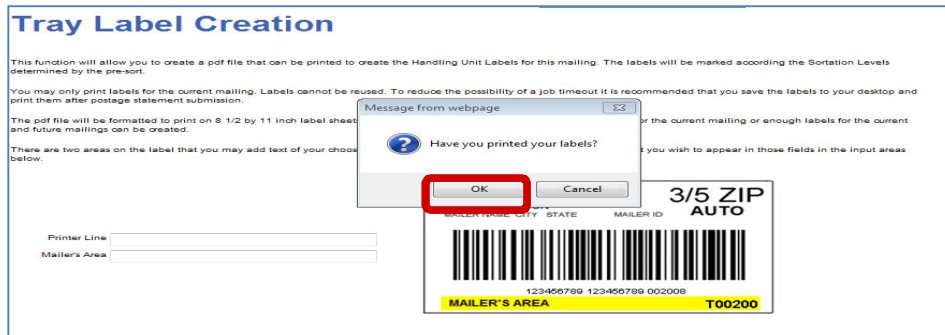 Tray Label Creation
This function will allow you to create a pdf file that can be printed to create the Handling Unit Labels for this mailing. The labels will be marked according the Sortation Levels
determined by the pre-sort.
You may only print labels for the current mailing. Labels cannot be reused. To reduce the possibility of a job timeout it is recommended that you save the labels to your desktop and
print them after postage statement submission.
Message from webpage
The pdf file will be formatted to print on 8 1/2 by 11 inch label sheet or the current mailing or enough labels for the current
and future mailings can be created.
Have you printed your labels?
There are two areas on the label that you may add text of your choos you wish to appear in those fields in the input areas
below.
OK Cancel
3/5 ZIP
MAILER NAME CITY STATE MAILER ID AUTO
Printer Line
Mailer's Area
123456789 123456789 002008
MAILER'S AREA T00200